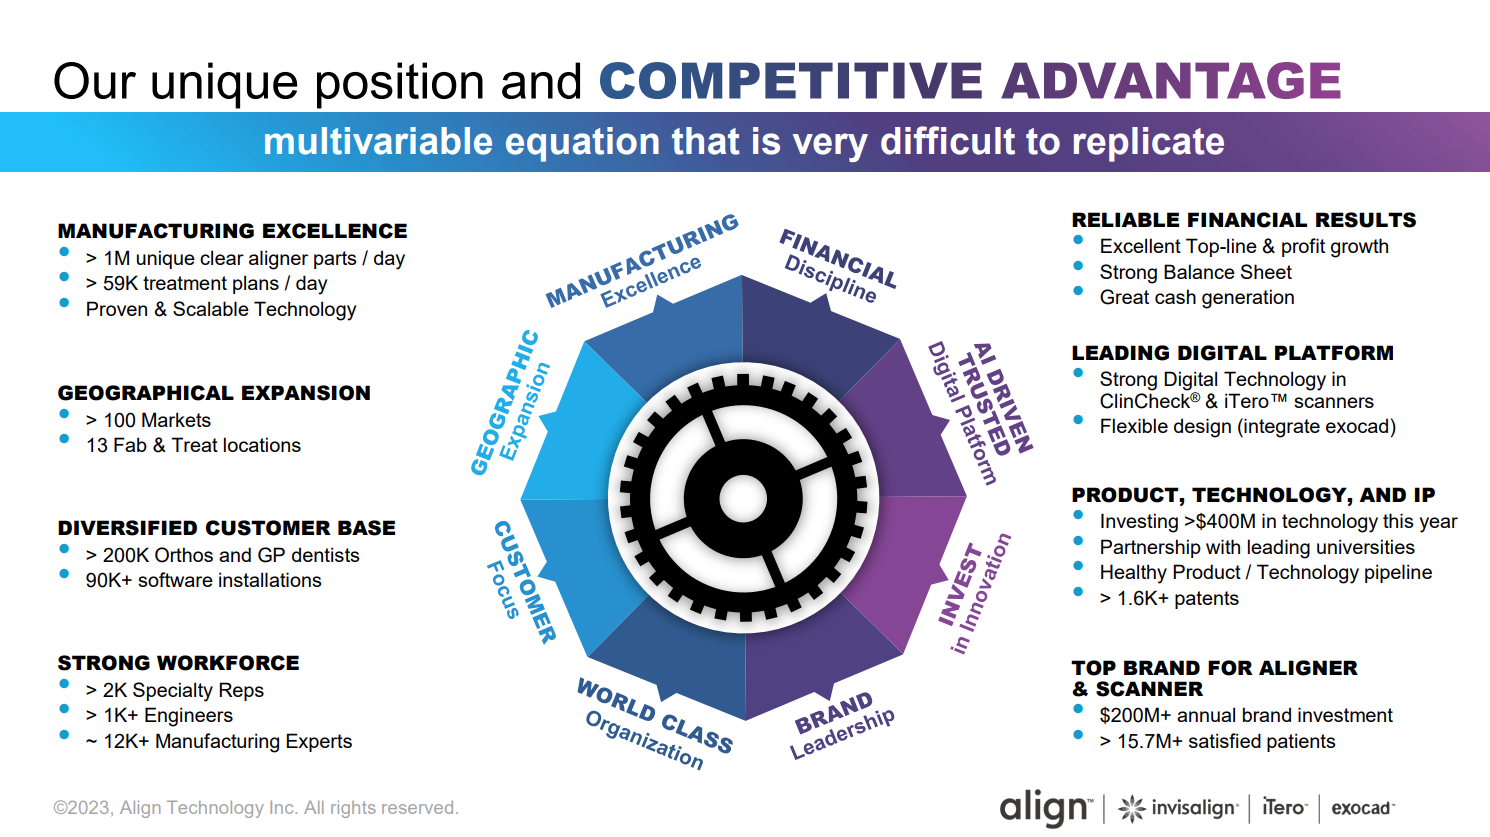 Our unique position and COMPETITIVE ADVANTAGE
multivariable equation that is very difficult to replicate
MANUFACTURING EXCELLENCE
• > 1M unique clear aligner parts / day
• > 59K treatment plans / day
• Proven & Scalable Technology
GEOGRAPHICAL EXPANSION
• > 100 Markets
• 13 Fab & Treat locations
DIVERSIFIED CUSTOMER BASE
• > 200K Orthos and GP dentists
• 90K+ software installations
STRONG WORKFORCE
• > 2K Specialty Reps
• > 1K+ Engineers
• ~ 12K+ Manufacturing Experts
MANUFACTURING
Excellence
FINANCIAL
Discipline
AI DRIVEN
TRUSTED
Digital Platform
INVEST
in Innovation
BRAND
Leadership
WORLD CLASS
Organization
CUSTOMER
Focus
GEOGRAPHIC
Expansion
RELIABLE FINANCIAL RESULTS
• Excellent Top-line & profit growth
• Strong Balance Sheet
• Great cash generation
LEADING DIGITAL PLATFORM
• Strong Digital Technology in
ClinCheck® & iTero™ scanners
• Flexible design (integrate exocad)
PRODUCT, TECHNOLOGY, AND IP
• Investing >$400M in technology this year
• Partnership with leading universities
• Healthy Product / Technology pipeline
• > 1.6K+ patents
TOP BRAND FOR ALIGNER
& SCANNER
• $200M+ annual brand investment
• > 15.7M+ satisfied patients
©2023, Align Technology Inc. All rights reserved.
align™ | invisalign® | iTero™ | exocad™